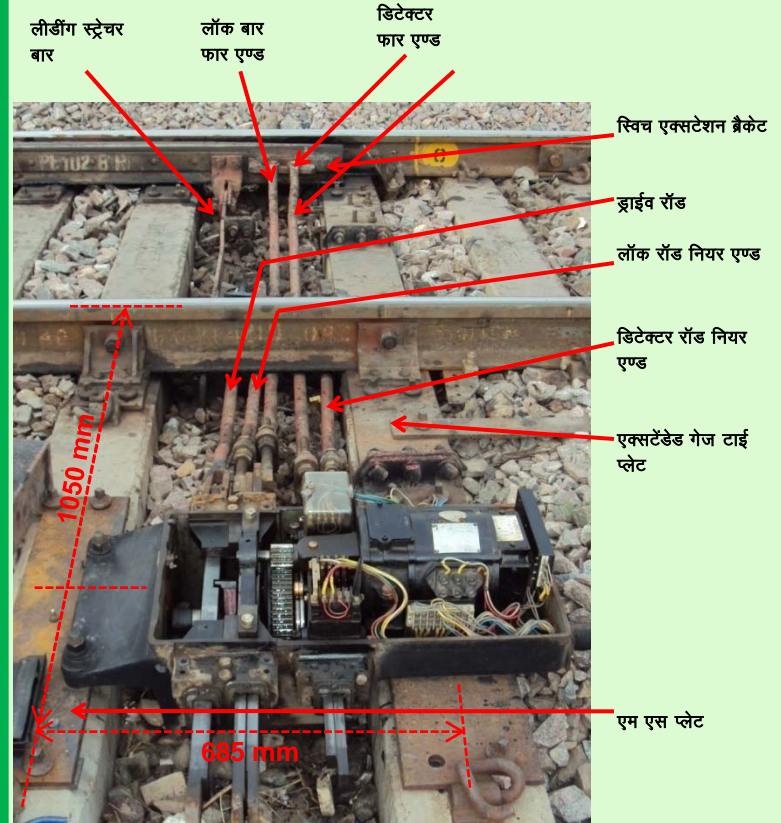 लीडींग स्ट्रेचर
बार
लॉक बार
फार एण्ड
डिटेक्टर
फार एण्ड
स्विच एक्सटेशन ब्रैकेट
ड्राईव रॉड
लॉक रॉड नियर एण्ड
डिटेक्टर रॉड नियर
एण्ड
एक्सटेंडेड गेज टाई
प्लेट
1050 mm
एम एस प्लेट
685 mm